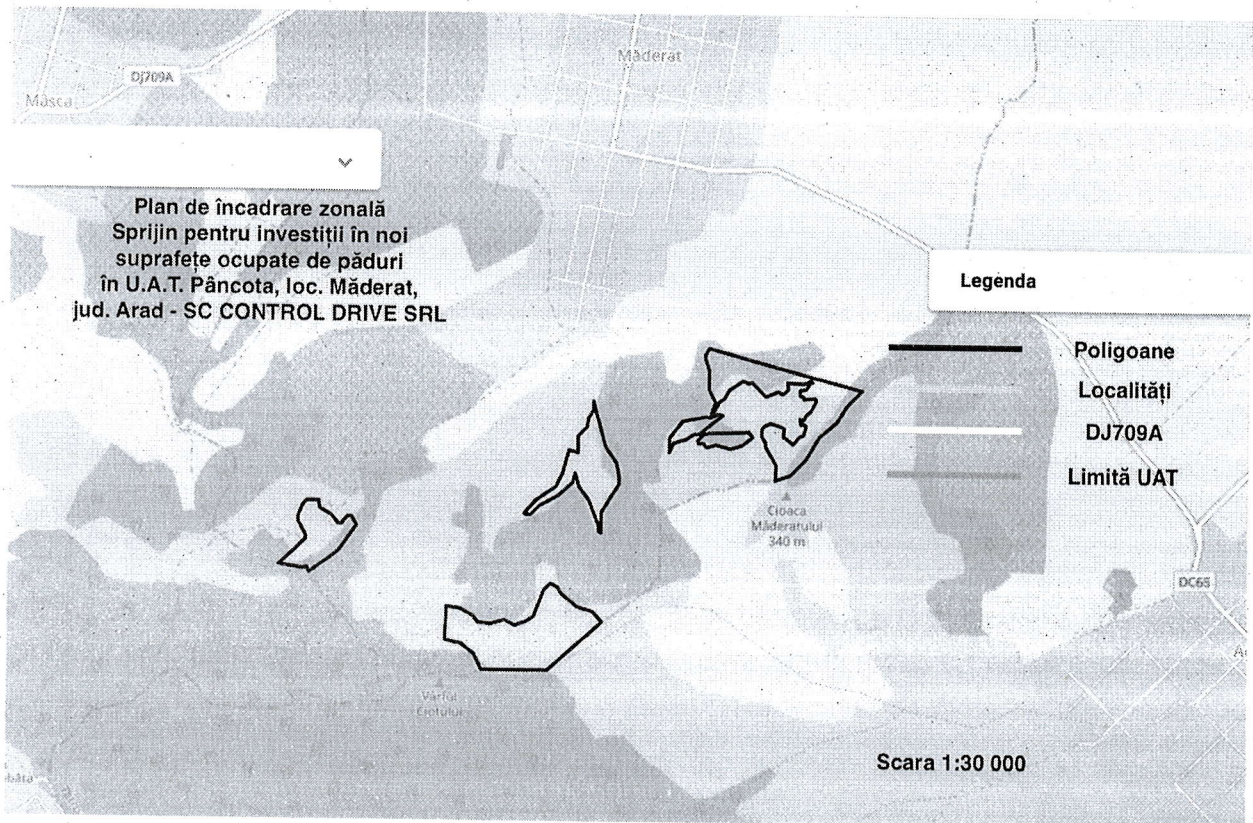 Măderat
DJ709A
Mâsca
Plan de încadrare zonală
Sprijin pentru investiții în noi
suprafețe ocupate de păduri
în U.A.T. Pâncota, loc. Măderat,
jud. Arad - SC CONTROL DRIVE SRL
Legenda
Poligoane
Localități
DJ709A
Limită UAT
Cioaca
Măderatului
340 m
DC65
Vârful
Ciotului
Scara 1:30 000